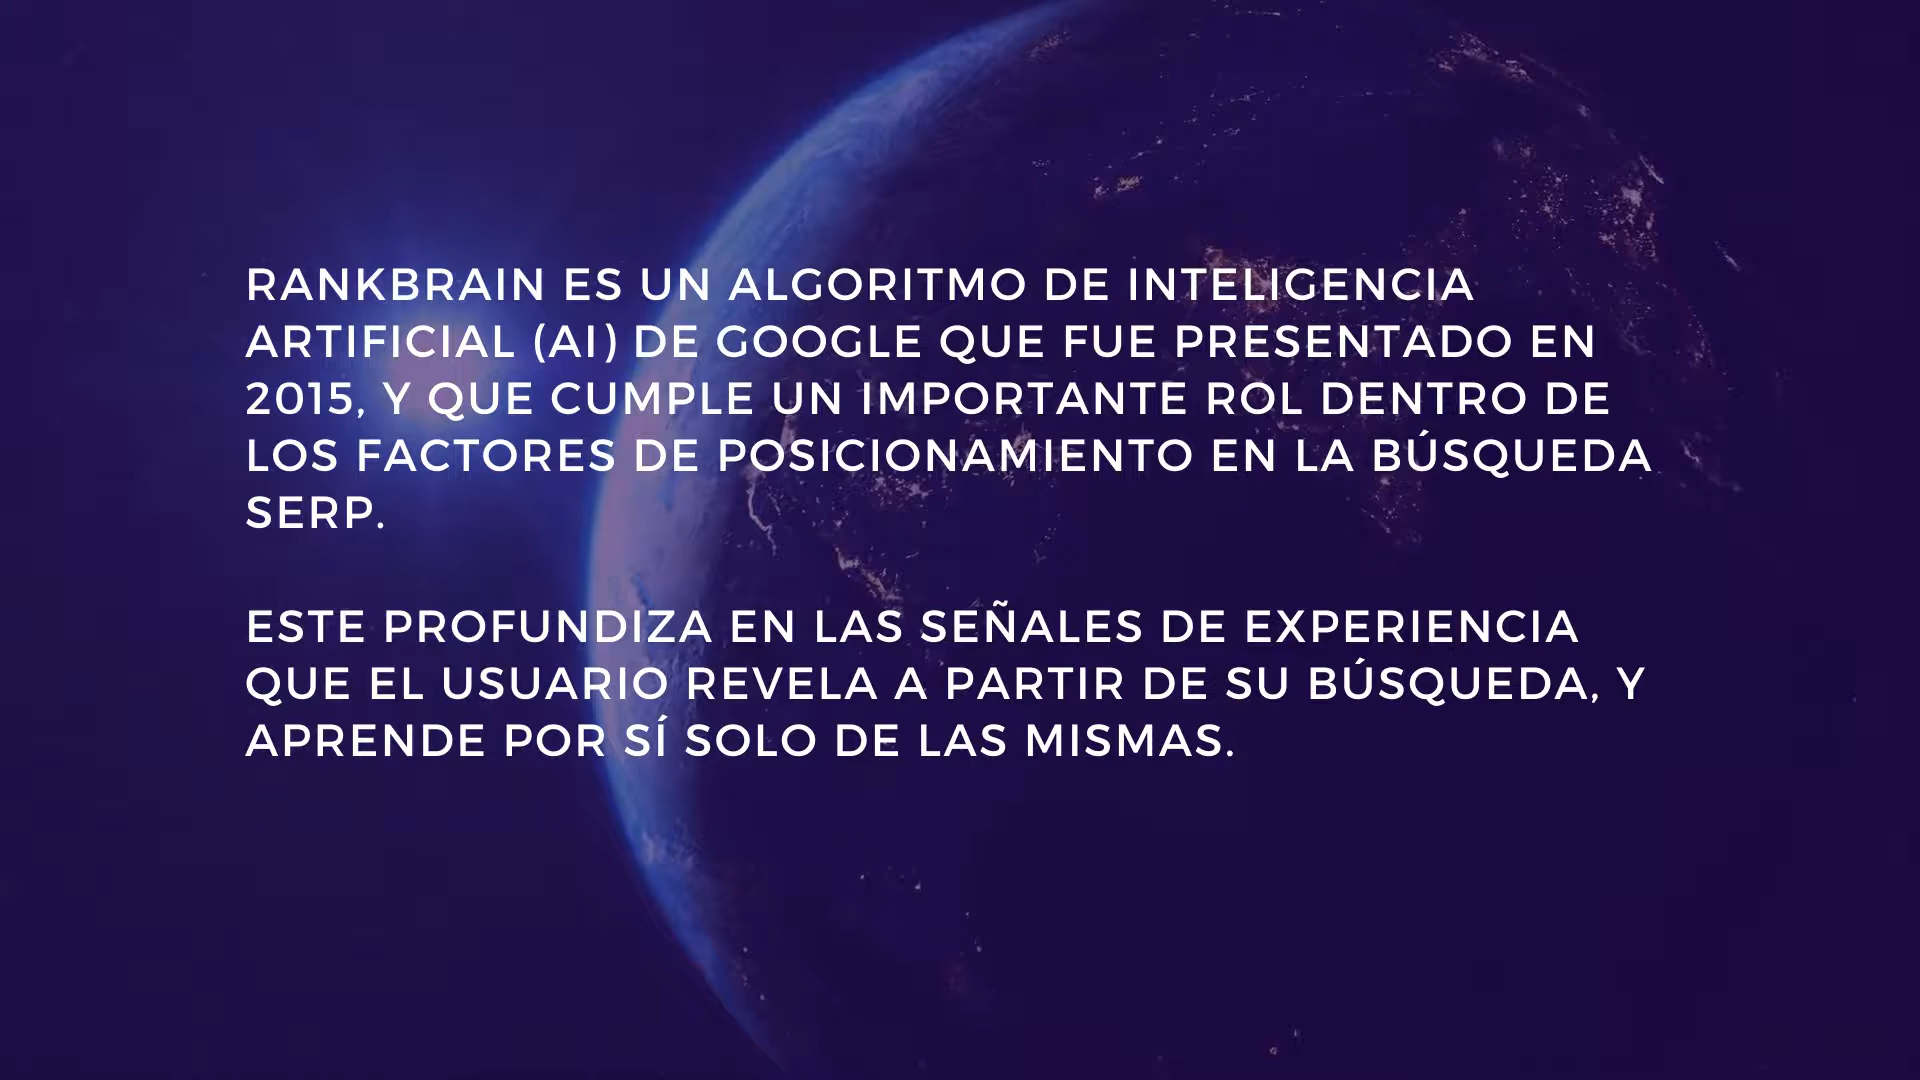 RANKBRAIN ES UN ALGORITMO DE INTELIGENCIA
ARTIFICIAL (AI) DE GOOGLE QUE FUE PRESENTADO EN
2015, Y QUE CUMPLE UN IMPORTANTE ROL DENTRO DE
LOS FACTORES DE POSICIONAMIENTO EN LA BÚSQUEDA
SERP.
ESTE PROFUNDIZA EN LAS SEÑALES DE EXPERIENCIA
QUE EL USUARIO REVELA A PARTIR DE SU BÚSQUEDA, Y
APRENDE POR SÍ SOLO DE LAS MISMAS.